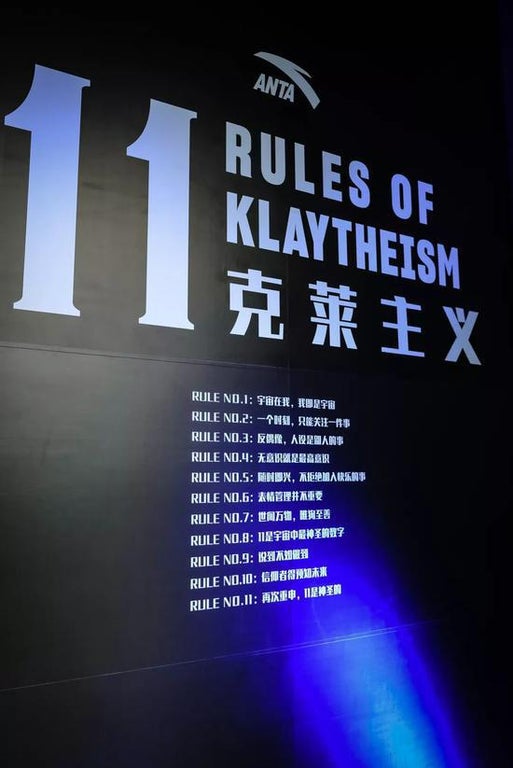 ANTA
11
RULES OF
KLAYTHEISM
克莱主义
RULE NO.1: 宇宙在我，我即是宇宙
RULE NO.2: 一个时刻，只能关注一件事
RULE NO.3: 反偶像，人设是别人的事
RULE NO.4: 无意识就是最高意识
RULE NO.5: 随时即兴，不拒绝加入快乐的事
RULE NO.6: 表情管理并不重要
RULE NO.7: 世间万物，唯狗至善
RULE NO.8: 11是宇宙中最神圣的数字
RULE NO.9: 说到不如做到
RULE NO.10: 信仰者得预知未来
RULE NO.11: 再次重申，11是神圣的